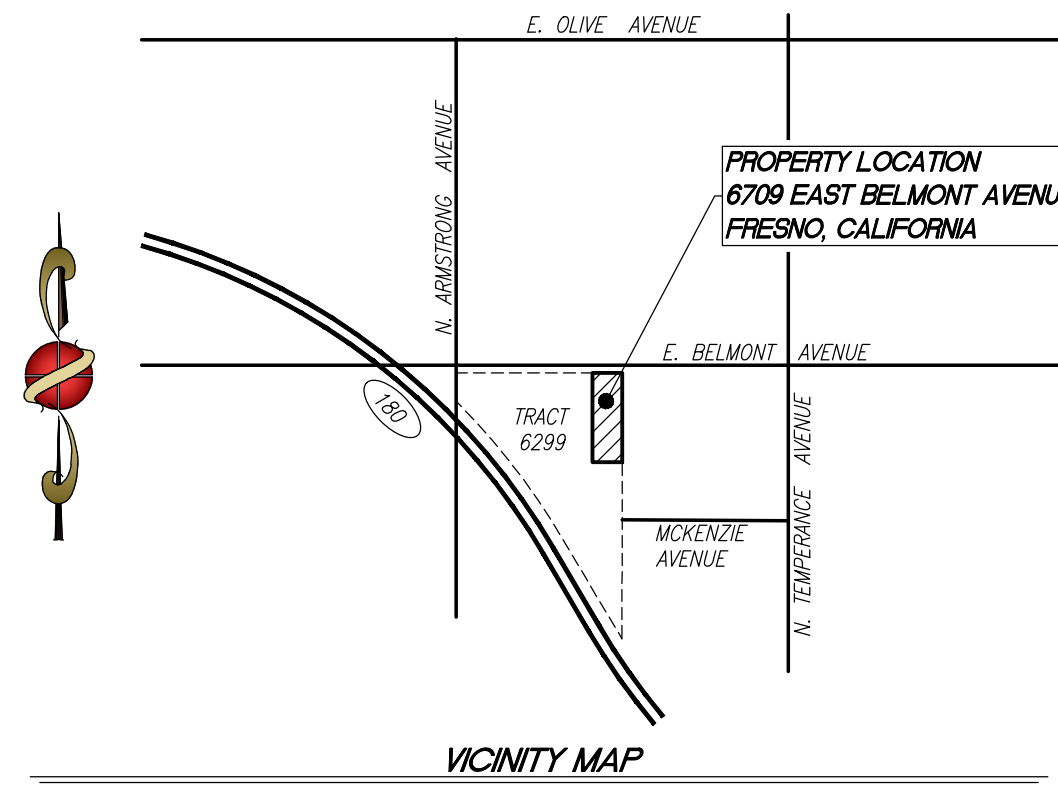 E. OLIVE AVENUE
N. ARMSTRONG AVENUE
PROPERTY LOCATION
6709 EAST BELMONT AVENU
FRESNO, CALIFORNIA
E. BELMONT AVENUE
180
TRACT
6299
N. TEMPERANCE AVENUE
MCKENZIE
AVENUE
VICINITY MAP